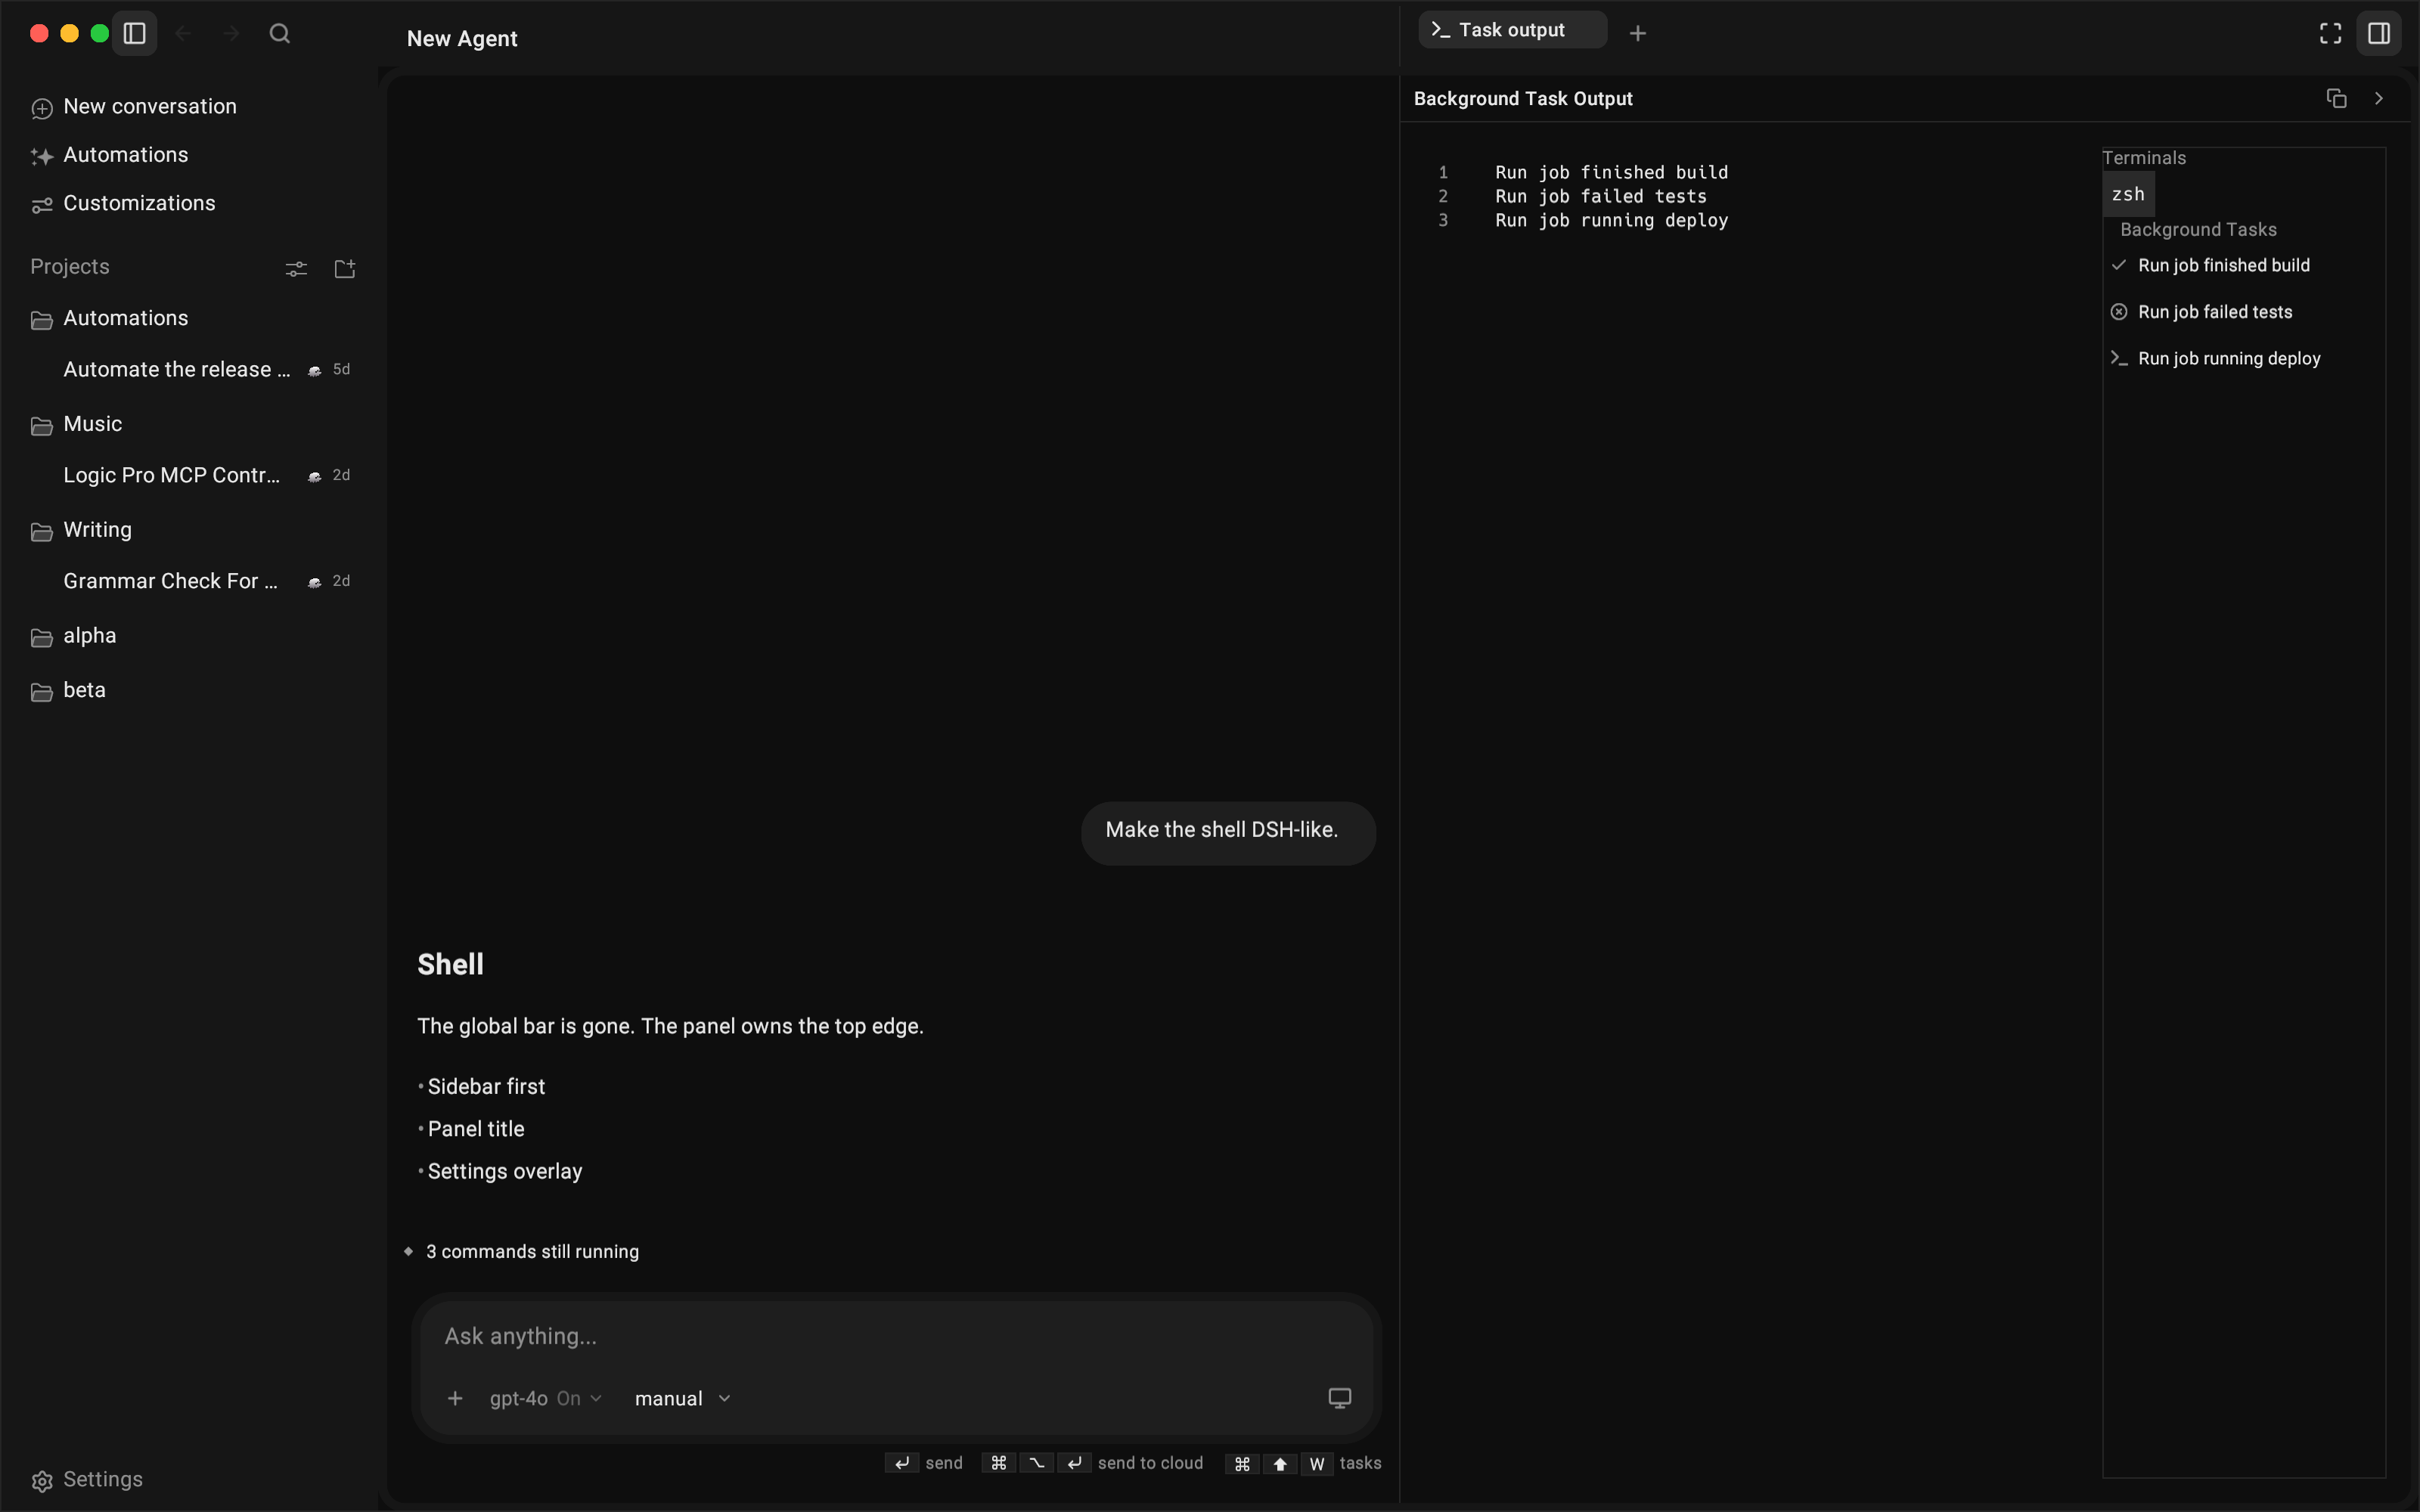 New Agent
Task output
New conversation
Automations
Customizations
Projects
Automations
Automate the release ...
5d
Music
Logic Pro MCP Contr...
2d
Writing
Grammar Check For ...
2d
alpha
beta
Settings
Make the shell DSH-like.
Shell
The global bar is gone. The panel owns the top edge.
• Sidebar first
• Panel title
• Settings overlay
3 commands still running
Ask anything...
gpt-4o On
manual
send
send to cloud
W tasks
Background Task Output
1 Run job finished build
2 Run job failed tests
3 Run job running deploy
Terminals
zsh
Background Tasks
Run job finished build
Run job failed tests
Run job running deploy